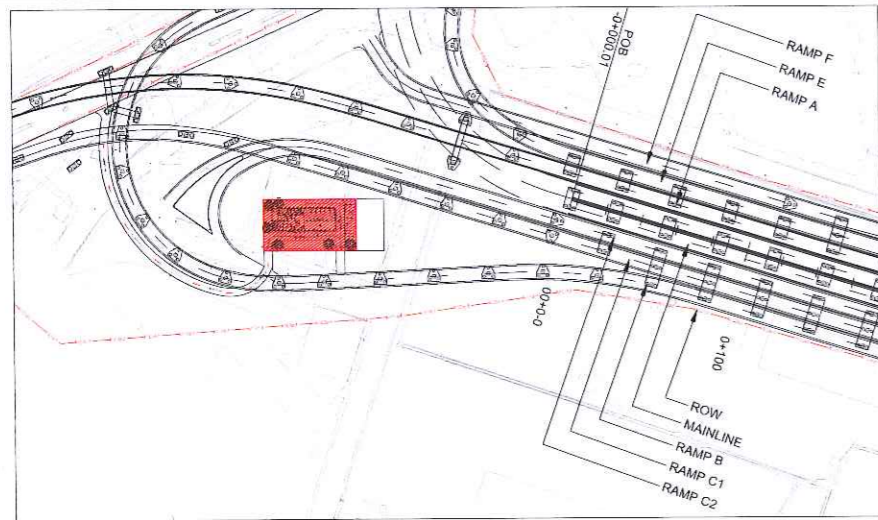 RAMP F
RAMP E
RAMP A
POB
-0+000.01
00+0-0
0+100
ROW
MAINLINE
RAMP B
RAMP C1
RAMP C2